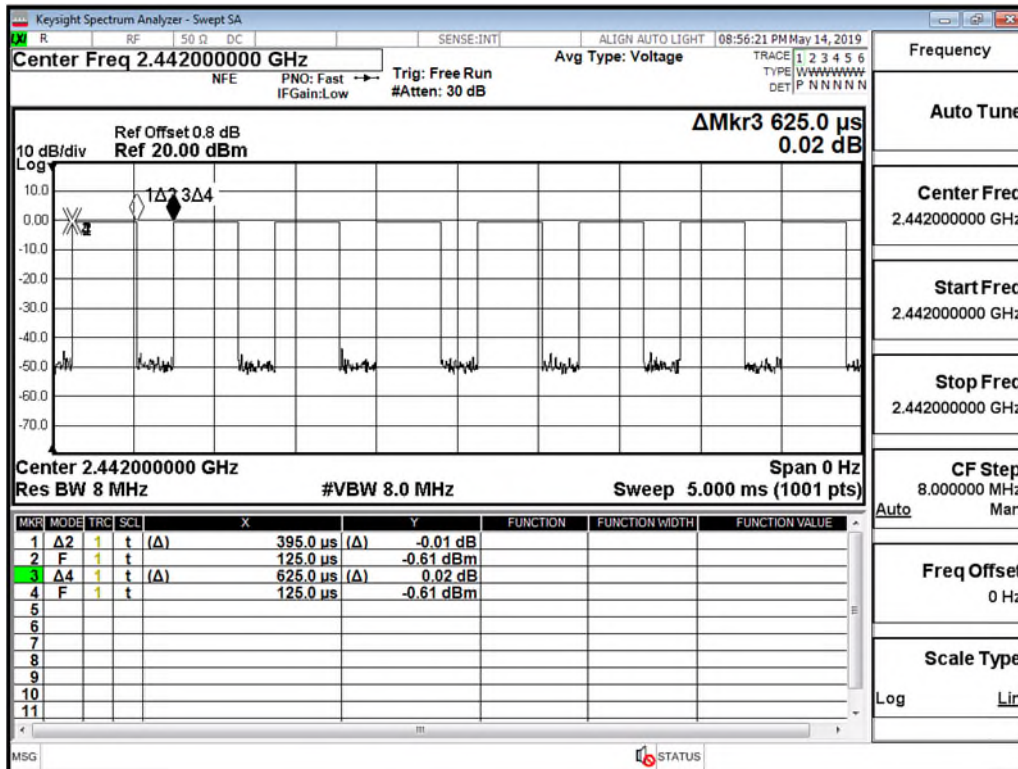 Keysight Spectrum Analyzer - Swept SA
LXI R RF 50 Ω DC SENSE:INT ALIGN AUTO LIGHT 08:56:21 PM May 14, 2019
Center Freq 2.442000000 GHz
NFE PNO: Fast Trig: Free Run Avg Type: Voltage TRACE 1 2 3 4 5 6
IFGain:Low #Atten: 30 dB TYPE WWWWWW
DET P N N N N N
Frequency
Auto Tune
Ref Offset 0.8 dB ΔMkr3 625.0 µs
10 dB/div Ref 20.00 dBm 0.02 dB
Log
10.0
0.00
-10.0
-20.0
-30.0
-40.0
-50.0
-60.0
-70.0
1Δ2 3Δ4
Center 2.442000000 GHz Span 0 Hz
Res BW 8 MHz #VBW 8.0 MHz Sweep 5.000 ms (1001 pts)
MKR MODE TRC SCL X Y FUNCTION FUNCTION WIDTH FUNCTION VALUE
1 Δ2 1 t (Δ) 395.0 µs (Δ) -0.01 dB
2 F 1 t 125.0 µs -0.61 dBm
3 Δ4 1 t (Δ) 625.0 µs (Δ) 0.02 dB
4 F 1 t 125.0 µs -0.61 dBm
5
6
7
8
9
10
11
Center Freq
2.442000000 GHz
Start Freq
2.442000000 GHz
Stop Freq
2.442000000 GHz
CF Step
8.000000 MHz
Auto Man
Freq Offset
0 Hz
Scale Type
Log Lin
MSG STATUS